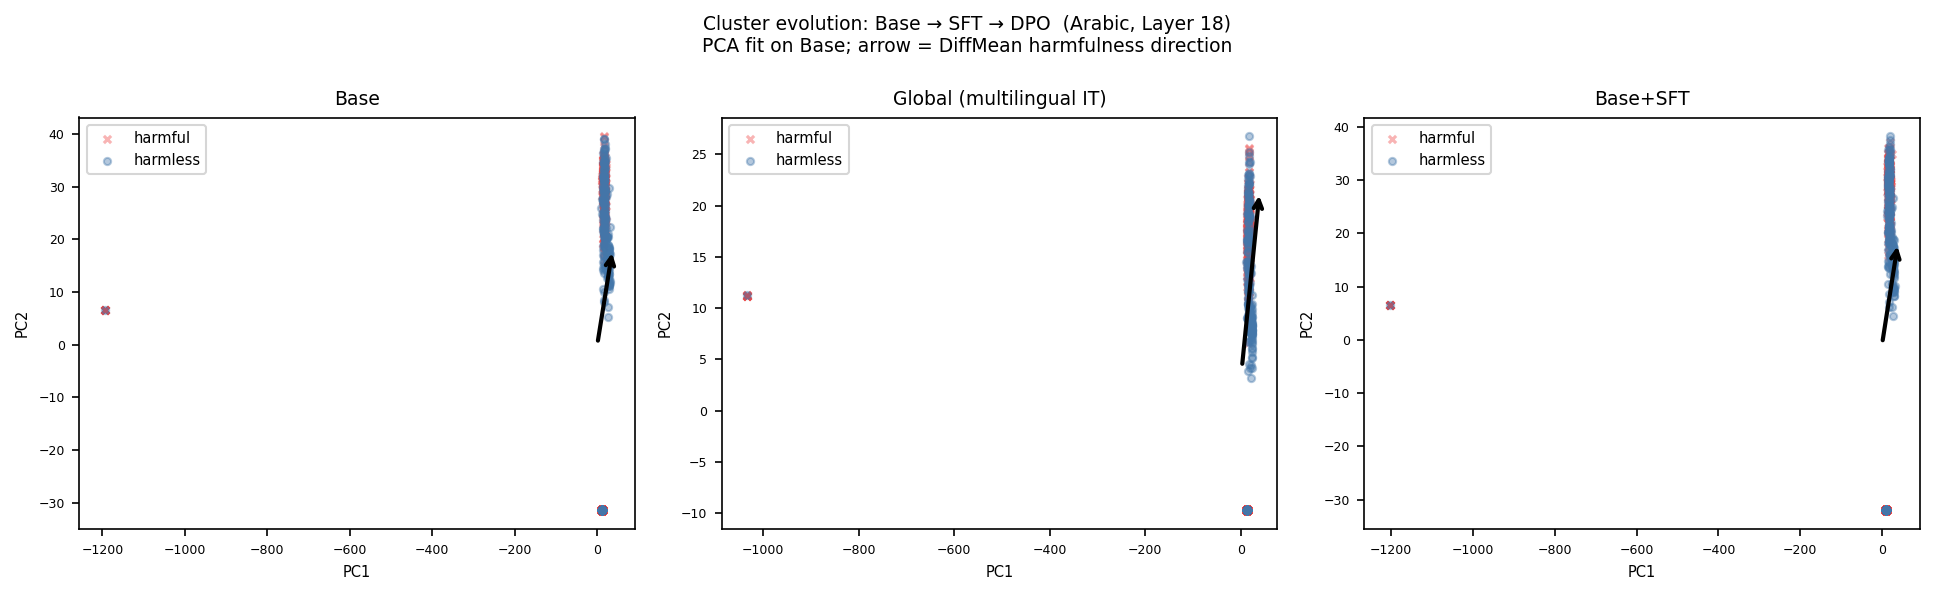 Cluster evolution: Base → SFT → DPO  (Arabic, Layer 18)
PCA fit on Base; arrow = DiffMean harmfulness direction
Base
harmful
harmless
40
30
20
10
0
−10
−20
−30
−1200
−1000
−800
−600
−400
−200
0
PC2
PC1
Global (multilingual IT)
harmful
harmless
25
20
15
10
5
0
−5
−10
−1000
−800
−600
−400
−200
0
PC2
PC1
Base+SFT
harmful
harmless
40
30
20
10
0
−10
−20
−30
−1200
−1000
−800
−600
−400
−200
0
PC2
PC1